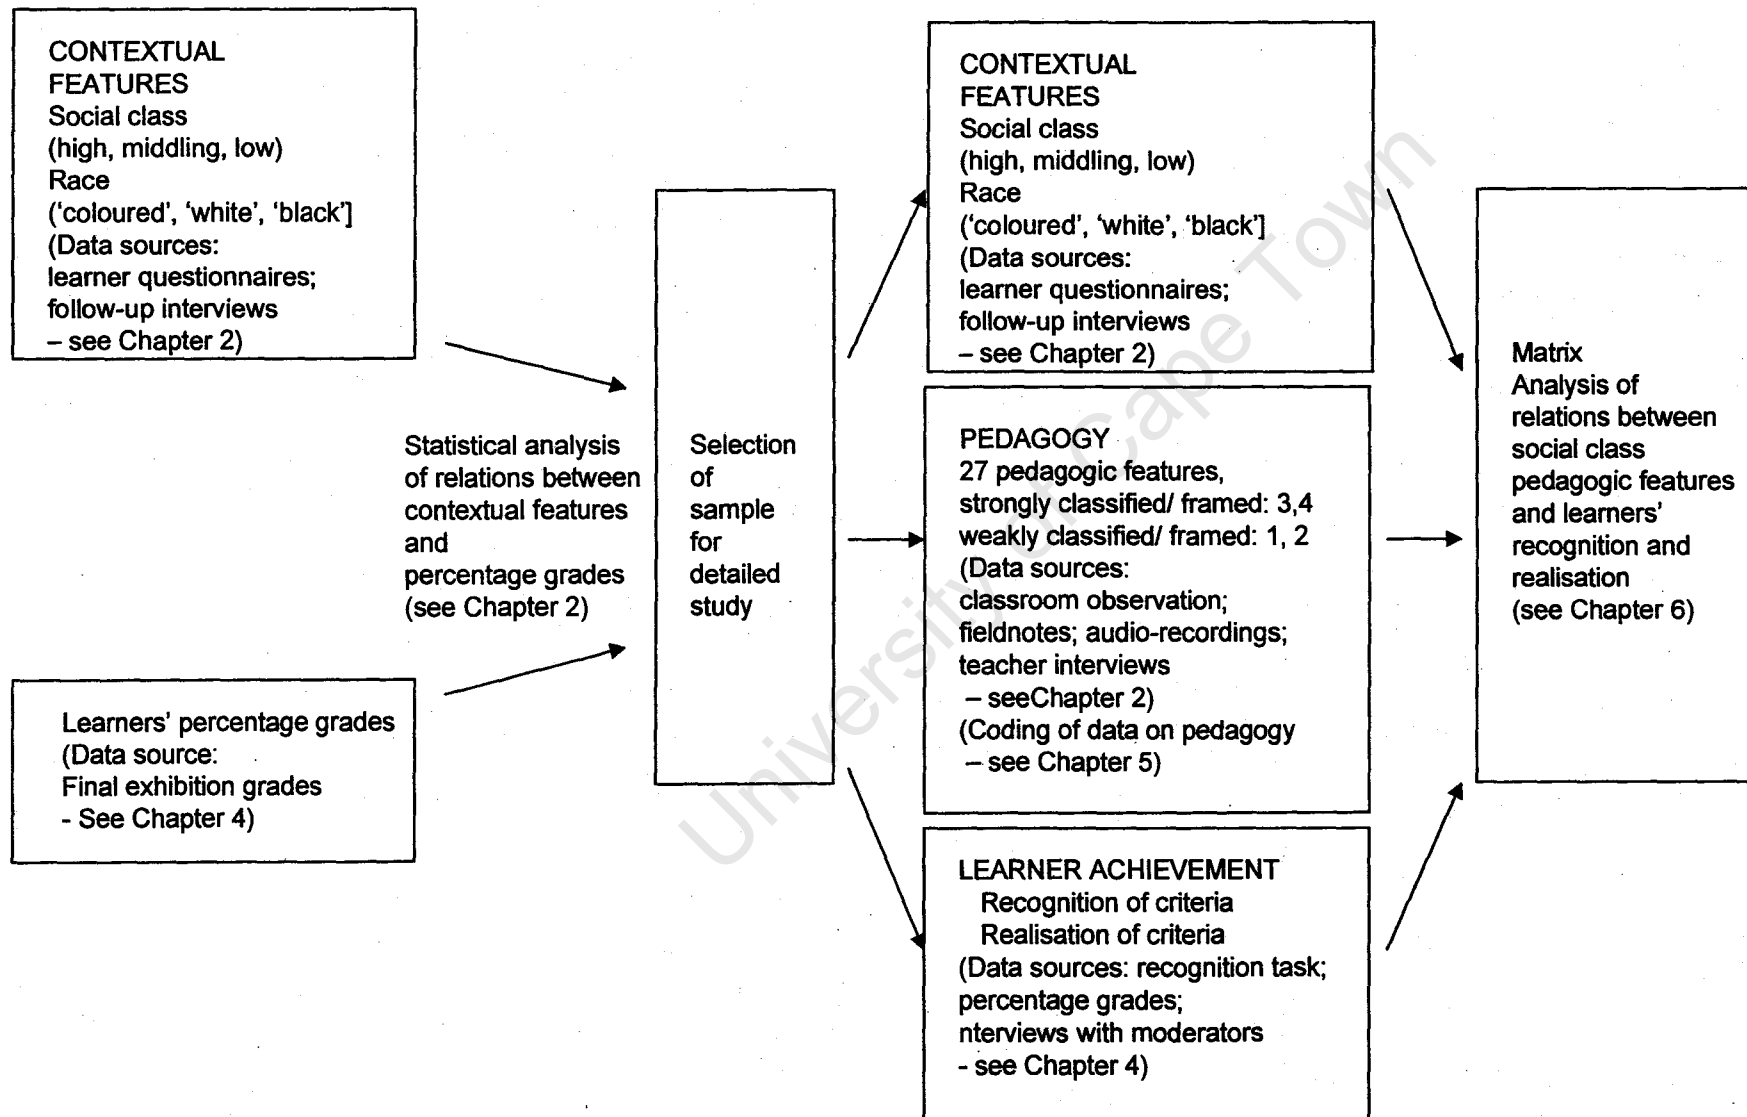 CONTEXTUAL
FEATURES
Social class
(high, middling, low)
Race
(‘coloured’, ‘white’, ‘black’]
(Data sources:
learner questionnaires;
follow-up interviews
– see Chapter 2)
Statistical analysis
of relations between
contextual features
and
percentage grades
(see Chapter 2)
Learners’ percentage grades
(Data source:
Final exhibition grades
- See Chapter 4)
Selection
of
sample
for
detailed
study
CONTEXTUAL
FEATURES
Social class
(high, middling, low)
Race
(‘coloured’, ‘white’, ‘black’]
(Data sources:
learner questionnaires;
follow-up interviews
– see Chapter 2)
PEDAGOGY
27 pedagogic features,
strongly classified/ framed: 3,4
weakly classified/ framed: 1, 2
(Data sources:
classroom observation;
fieldnotes; audio-recordings;
teacher interviews
– seeChapter 2)
(Coding of data on pedagogy
– see Chapter 5)
LEARNER ACHIEVEMENT
Recognition of criteria
Realisation of criteria
(Data sources: recognition task;
percentage grades;
nterviews with moderators
- see Chapter 4)
Matrix
Analysis of
relations between
social class
pedagogic features
and learners’
recognition and
realisation
(see Chapter 6)
University of Cape Town